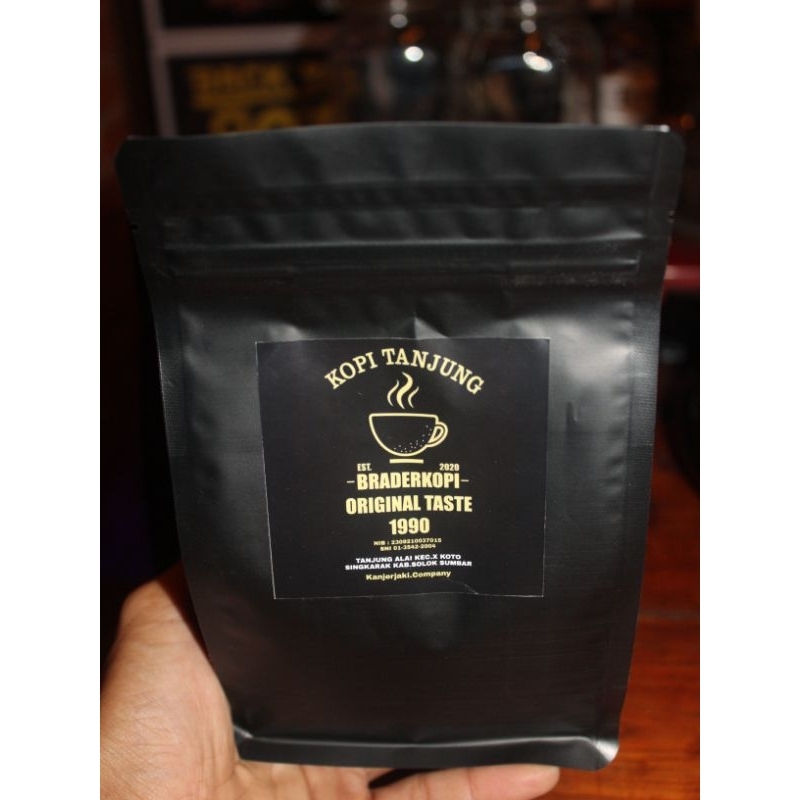 KOPI TANJUNG
EST. 2020
-BRADERKOPI-
ORIGINAL TASTE
1990
NIB : 2309210037015
SNI 01-3542-2004
TANJUNG ALAI KEC.X KOTO
SINGKARAK KAB.SOLOK SUMBAR
Kanjerjaki.Company